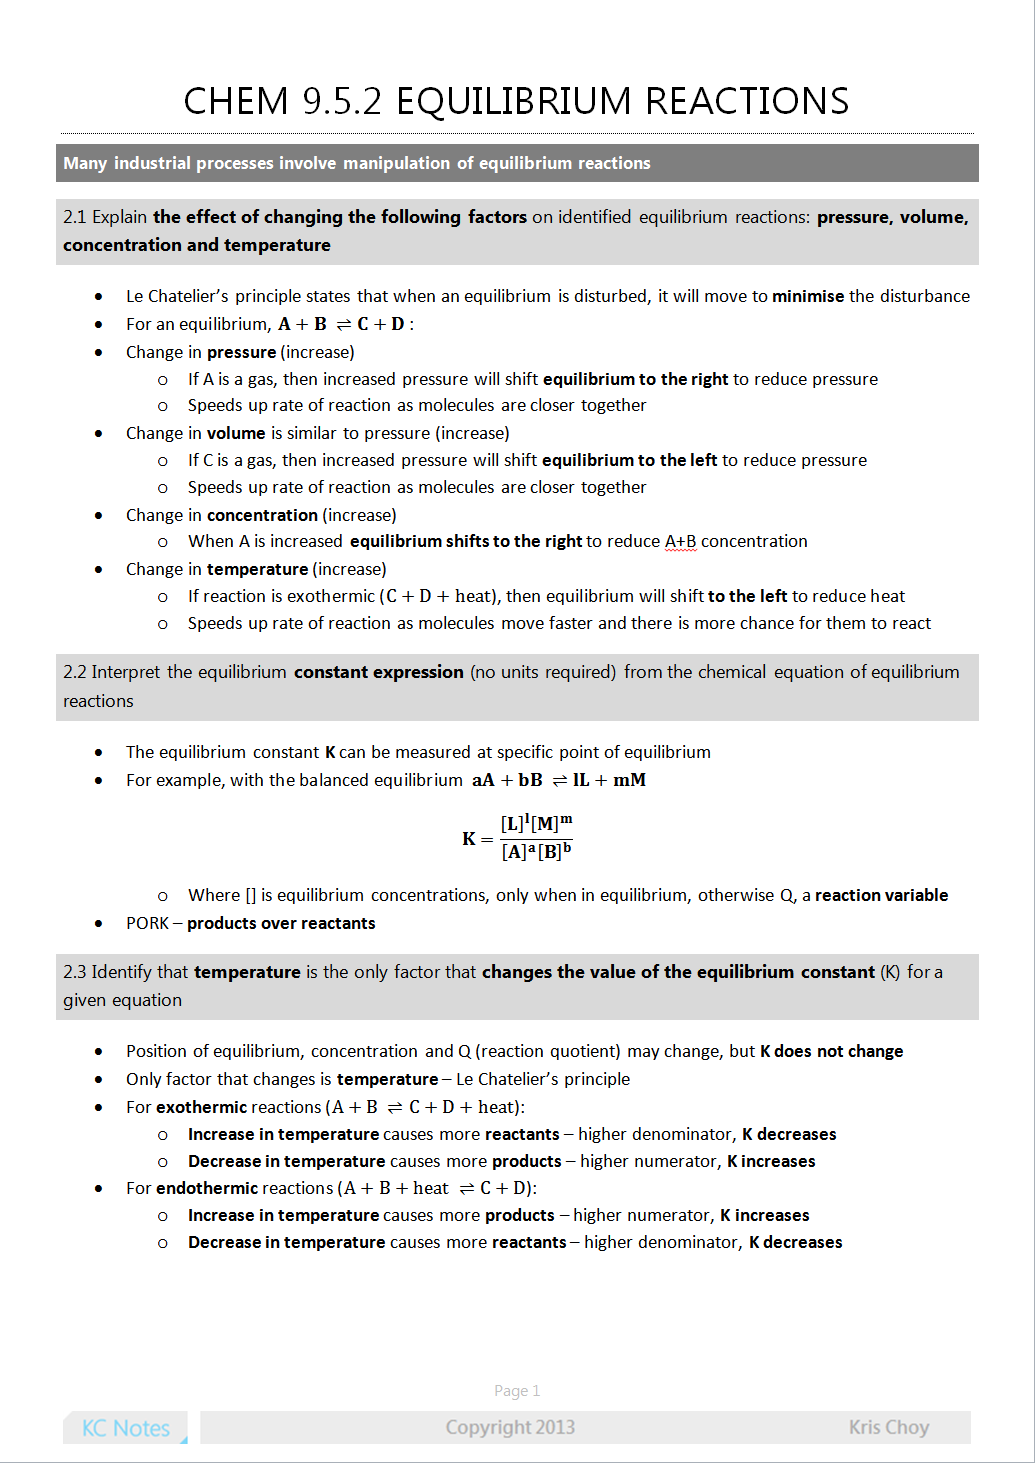 CHEM 9.5.2 EQUILIBRIUM REACTIONS
Many industrial processes involve manipulation of equilibrium reactions
2.1 Explain the effect of changing the following factors on identified equilibrium reactions: pressure, volume,
concentration and temperature
• Le Chatelier’s principle states that when an equilibrium is disturbed, it will move to minimise the disturbance
• For an equilibrium, A + B ⇌ C + D :
• Change in pressure (increase)
o If A is a gas, then increased pressure will shift equilibrium to the right to reduce pressure
o Speeds up rate of reaction as molecules are closer together
• Change in volume is similar to pressure (increase)
o If C is a gas, then increased pressure will shift equilibrium to the left to reduce pressure
o Speeds up rate of reaction as molecules are closer together
• Change in concentration (increase)
o When A is increased equilibrium shifts to the right to reduce A+B concentration
• Change in temperature (increase)
o If reaction is exothermic (C + D + heat), then equilibrium will shift to the left to reduce heat
o Speeds up rate of reaction as molecules move faster and there is more chance for them to react
2.2 Interpret the equilibrium constant expression (no units required) from the chemical equation of equilibrium
reactions
• The equilibrium constant K can be measured at specific point of equilibrium
• For example, with the balanced equilibrium aA + bB ⇌ lL + mM
K = [L]^l[M]^m / [A]^a[B]^b
o Where [] is equilibrium concentrations, only when in equilibrium, otherwise Q, a reaction variable
• PORK – products over reactants
2.3 Identify that temperature is the only factor that changes the value of the equilibrium constant (K) for a
given equation
• Position of equilibrium, concentration and Q (reaction quotient) may change, but K does not change
• Only factor that changes is temperature – Le Chatelier’s principle
• For exothermic reactions (A + B ⇌ C + D + heat):
o Increase in temperature causes more reactants – higher denominator, K decreases
o Decrease in temperature causes more products – higher numerator, K increases
• For endothermic reactions (A + B + heat ⇌ C + D):
o Increase in temperature causes more products – higher numerator, K increases
o Decrease in temperature causes more reactants – higher denominator, K decreases
Page 1
KC Notes Copyright 2013 Kris Choy